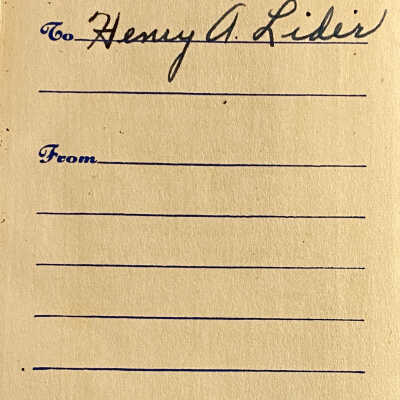 To Henry A. Lider
From